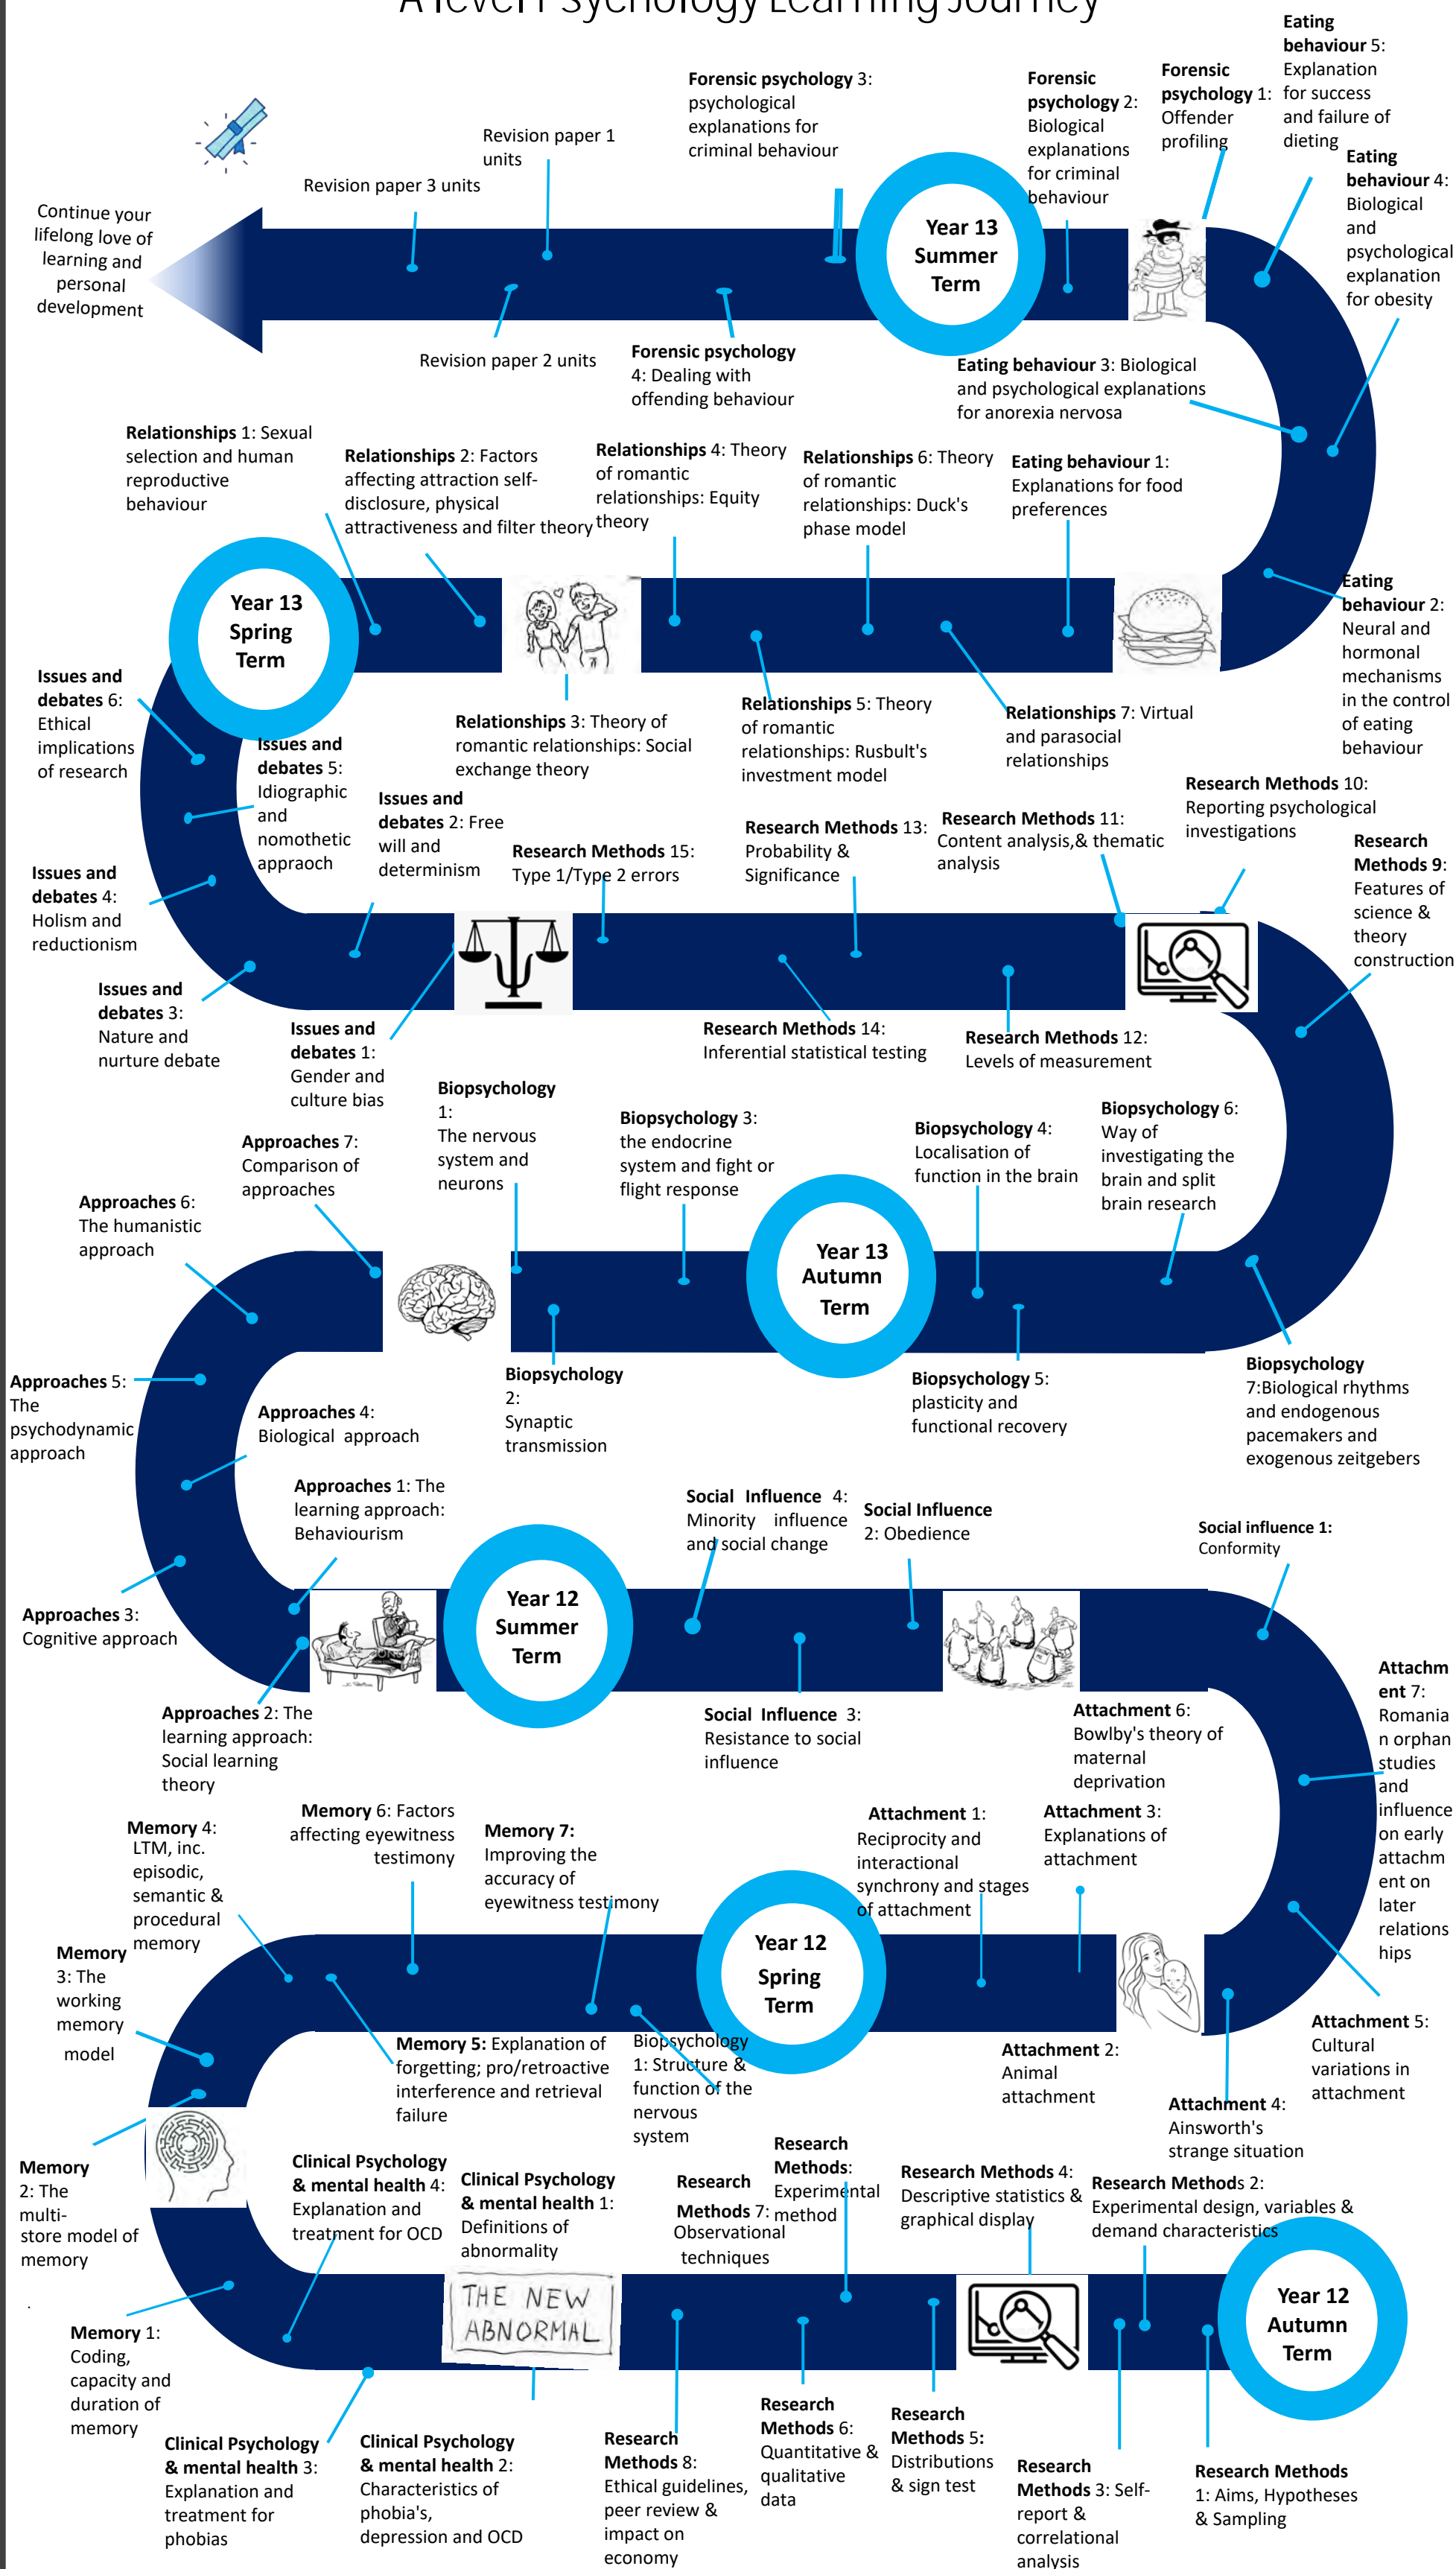 A level Psychology Learning Journey
Eating
behaviour 5:
Explanation
for success
and failure of
dieting
Forensic
psychology 1:
Offender
profiling
Forensic
psychology 2:
Biological
explanations
for criminal
behaviour
Forensic psychology 3:
psychological
explanations for
criminal behaviour
Revision paper 1
units
Revision paper 3 units
Eating
behaviour 4:
Biological
and
psychological
explanation
for obesity
Continue your
lifelong love of
learning and
personal
development
Year 13
Summer
Term
Revision paper 2 units
Forensic psychology
4: Dealing with
offending behaviour
Eating behaviour 3: Biological
and psychological explanations
for anorexia nervosa
Relationships 1: Sexual
selection and human
reproductive
behaviour
Relationships 2: Factors
affecting attraction self-
disclosure, physical
attractiveness and filter theory
Relationships 4: Theory
of romantic
relationships: Equity
theory
Relationships 6: Theory
of romantic
relationships: Duck's
phase model
Eating behaviour 1:
Explanations for food
preferences
Year 13
Spring
Term
Eating
behaviour 2:
Neural and
hormonal
mechanisms
in the control
of eating
behaviour
Issues and
debates 6:
Ethical
implications
of research
Relationships 3: Theory of
romantic relationships: Social
exchange theory
Relationships 5: Theory
of romantic
relationships: Rusbult's
investment model
Relationships 7: Virtual
and parasocial
relationships
Issues and
debates 5:
Idiographic
and
nomothetic
appraoch
Issues and
debates 2: Free
will and
determinism
Research Methods 15:
Type 1/Type 2 errors
Research Methods 13:
Probability &
Significance
Research Methods 11:
Content analysis,& thematic
analysis
Research Methods 10:
Reporting psychological
investigations
Research
Methods 9:
Features of
science &
theory
construction
Issues and
debates 4:
Holism and
reductionism
Issues and
debates 3:
Nature and
nurture debate
Issues and
debates 1:
Gender and
culture bias
Research Methods 14:
Inferential statistical testing
Research Methods 12:
Levels of measurement
Approaches 6:
The humanistic
approach
Approaches 7:
Comparison of
approaches
Biopsychology
1:
The nervous
system and
neurons
Biopsychology 3:
the endocrine
system and fight or
flight response
Biopsychology 4:
Localisation of
function in the brain
Biopsychology 6:
Way of
investigating the
brain and split
brain research
Year 13
Autumn
Term
Approaches 5:
The
psychodynamic
approach
Approaches 4:
Biological approach
Biopsychology
2:
Synaptic
transmission
Biopsychology 5:
plasticity and
functional recovery
Biopsychology
7:Biological rhythms
and endogenous
pacemakers and
exogenous zeitgebers
Approaches 1: The
learning approach:
Behaviourism
Social Influence 4:
Minority influence
and social change
Social Influence
2: Obedience
Social influence 1:
Conformity
Approaches 3:
Cognitive approach
Year 12
Summer
Term
Approaches 2: The
learning approach:
Social learning
theory
Social Influence 3:
Resistance to social
influence
Attachment 6:
Bowlby's theory of
maternal
deprivation
Attachm
ent 7:
Romania
n orphan
studies
and
influence
on early
attachm
ent on
later
relations
hips
Memory 4:
LTM, inc.
episodic,
semantic &
procedural
memory
Memory 6: Factors
affecting eyewitness
testimony
Memory 7:
Improving the
accuracy of
eyewitness testimony
Attachment 1:
Reciprocity and
interactional
synchrony and stages
of attachment
Attachment 3:
Explanations of
attachment
Memory
3: The
working
memory
model
Year 12
Spring
Term
Memory 5: Explanation of
forgetting; pro/retroactive
interference and retrieval
failure
Biopsychology
1: Structure &
function of the
nervous
system
Attachment 2:
Animal
attachment
Attachment 4:
Ainsworth's
strange situation
Attachment 5:
Cultural
variations in
attachment
Memory
2: The
multi-
store model of
memory
Clinical Psychology
& mental health 4:
Explanation and
treatment for OCD
Clinical Psychology
& mental health 1:
Definitions of
abnormality
Research
Methods 7:
Observational
techniques
Research
Methods:
Experimental
method
Research Methods 4:
Descriptive statistics &
graphical display
Research Methods 2:
Experimental design, variables &
demand characteristics
THE NEW
ABNORMAL
Year 12
Autumn
Term
Memory 1:
Coding,
capacity and
duration of
memory
Clinical Psychology
& mental health 3:
Explanation and
treatment for
phobias
Clinical Psychology
& mental health 2:
Characteristics of
phobia's,
depression and OCD
Research
Methods 8:
Ethical guidelines,
peer review &
impact on
economy
Research
Methods 6:
Quantitative &
qualitative
data
Research
Methods 5:
Distributions
& sign test
Research
Methods 3: Self-
report &
correlational
analysis
Research Methods
1: Aims, Hypotheses
& Sampling